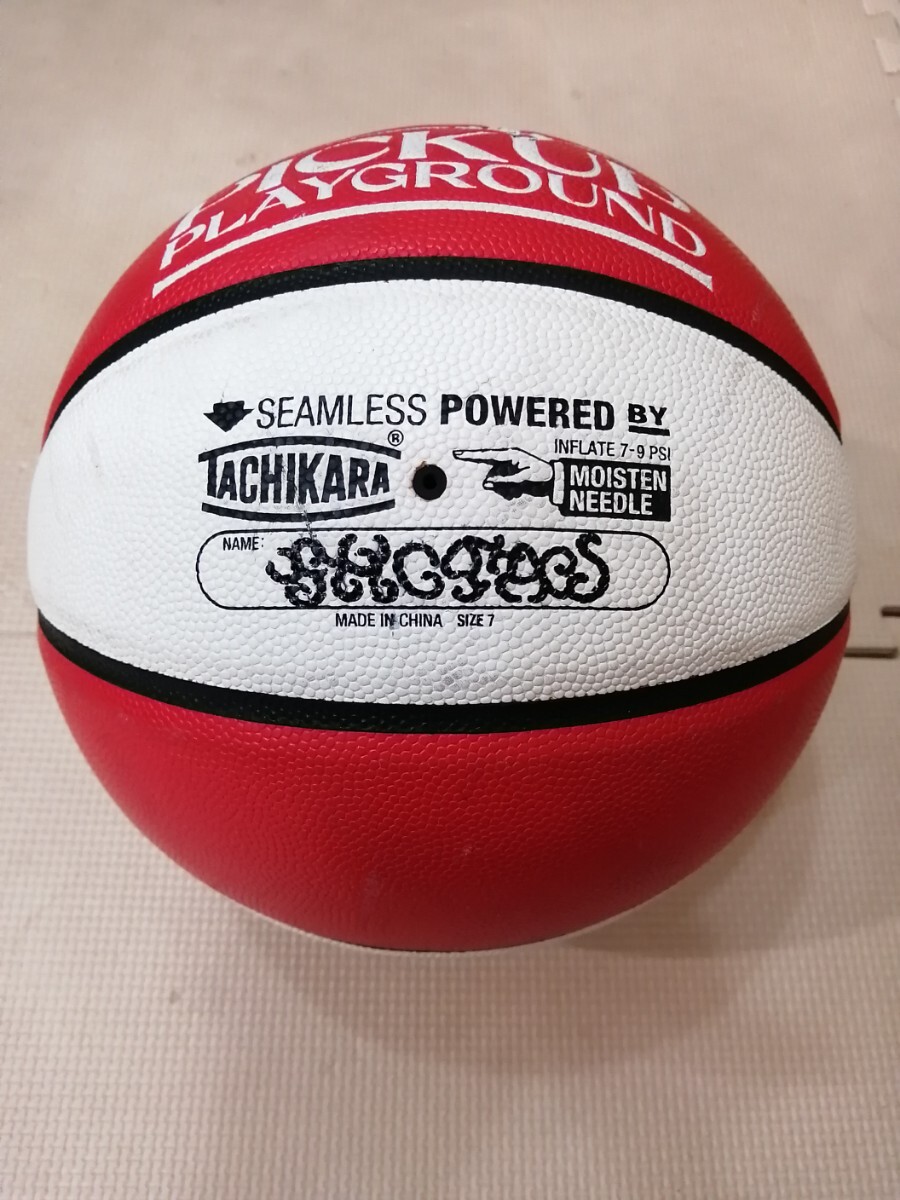 PICKUP
PLAYGROUND
SEAMLESS POWERED BY
TACHIKARA®
INFLATE 7-9 PSI
MOISTEN
NEEDLE
NAME:
MADE IN CHINA SIZE 7